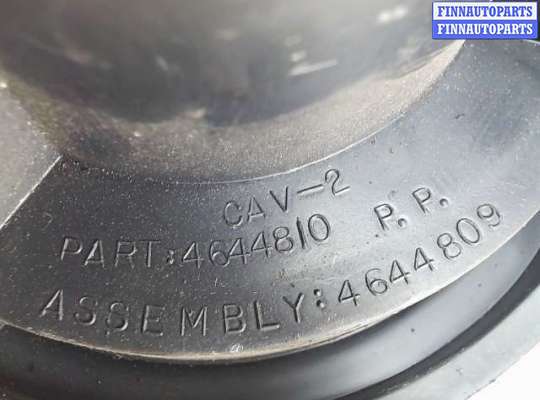 FINNAUTOPARTS
FINNAUTOPARTS
CAV-2
PART:4644810 P.P.
ASSEMBLY:4644809